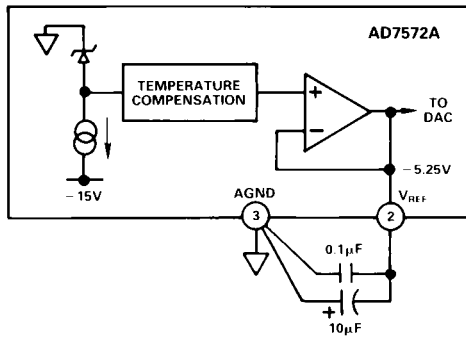 AD7572A
TEMPERATURE
COMPENSATION
+
−
TO
DAC
−5.25V
−15V
AGND
VREF
3
2
0.1µF
+
10µF